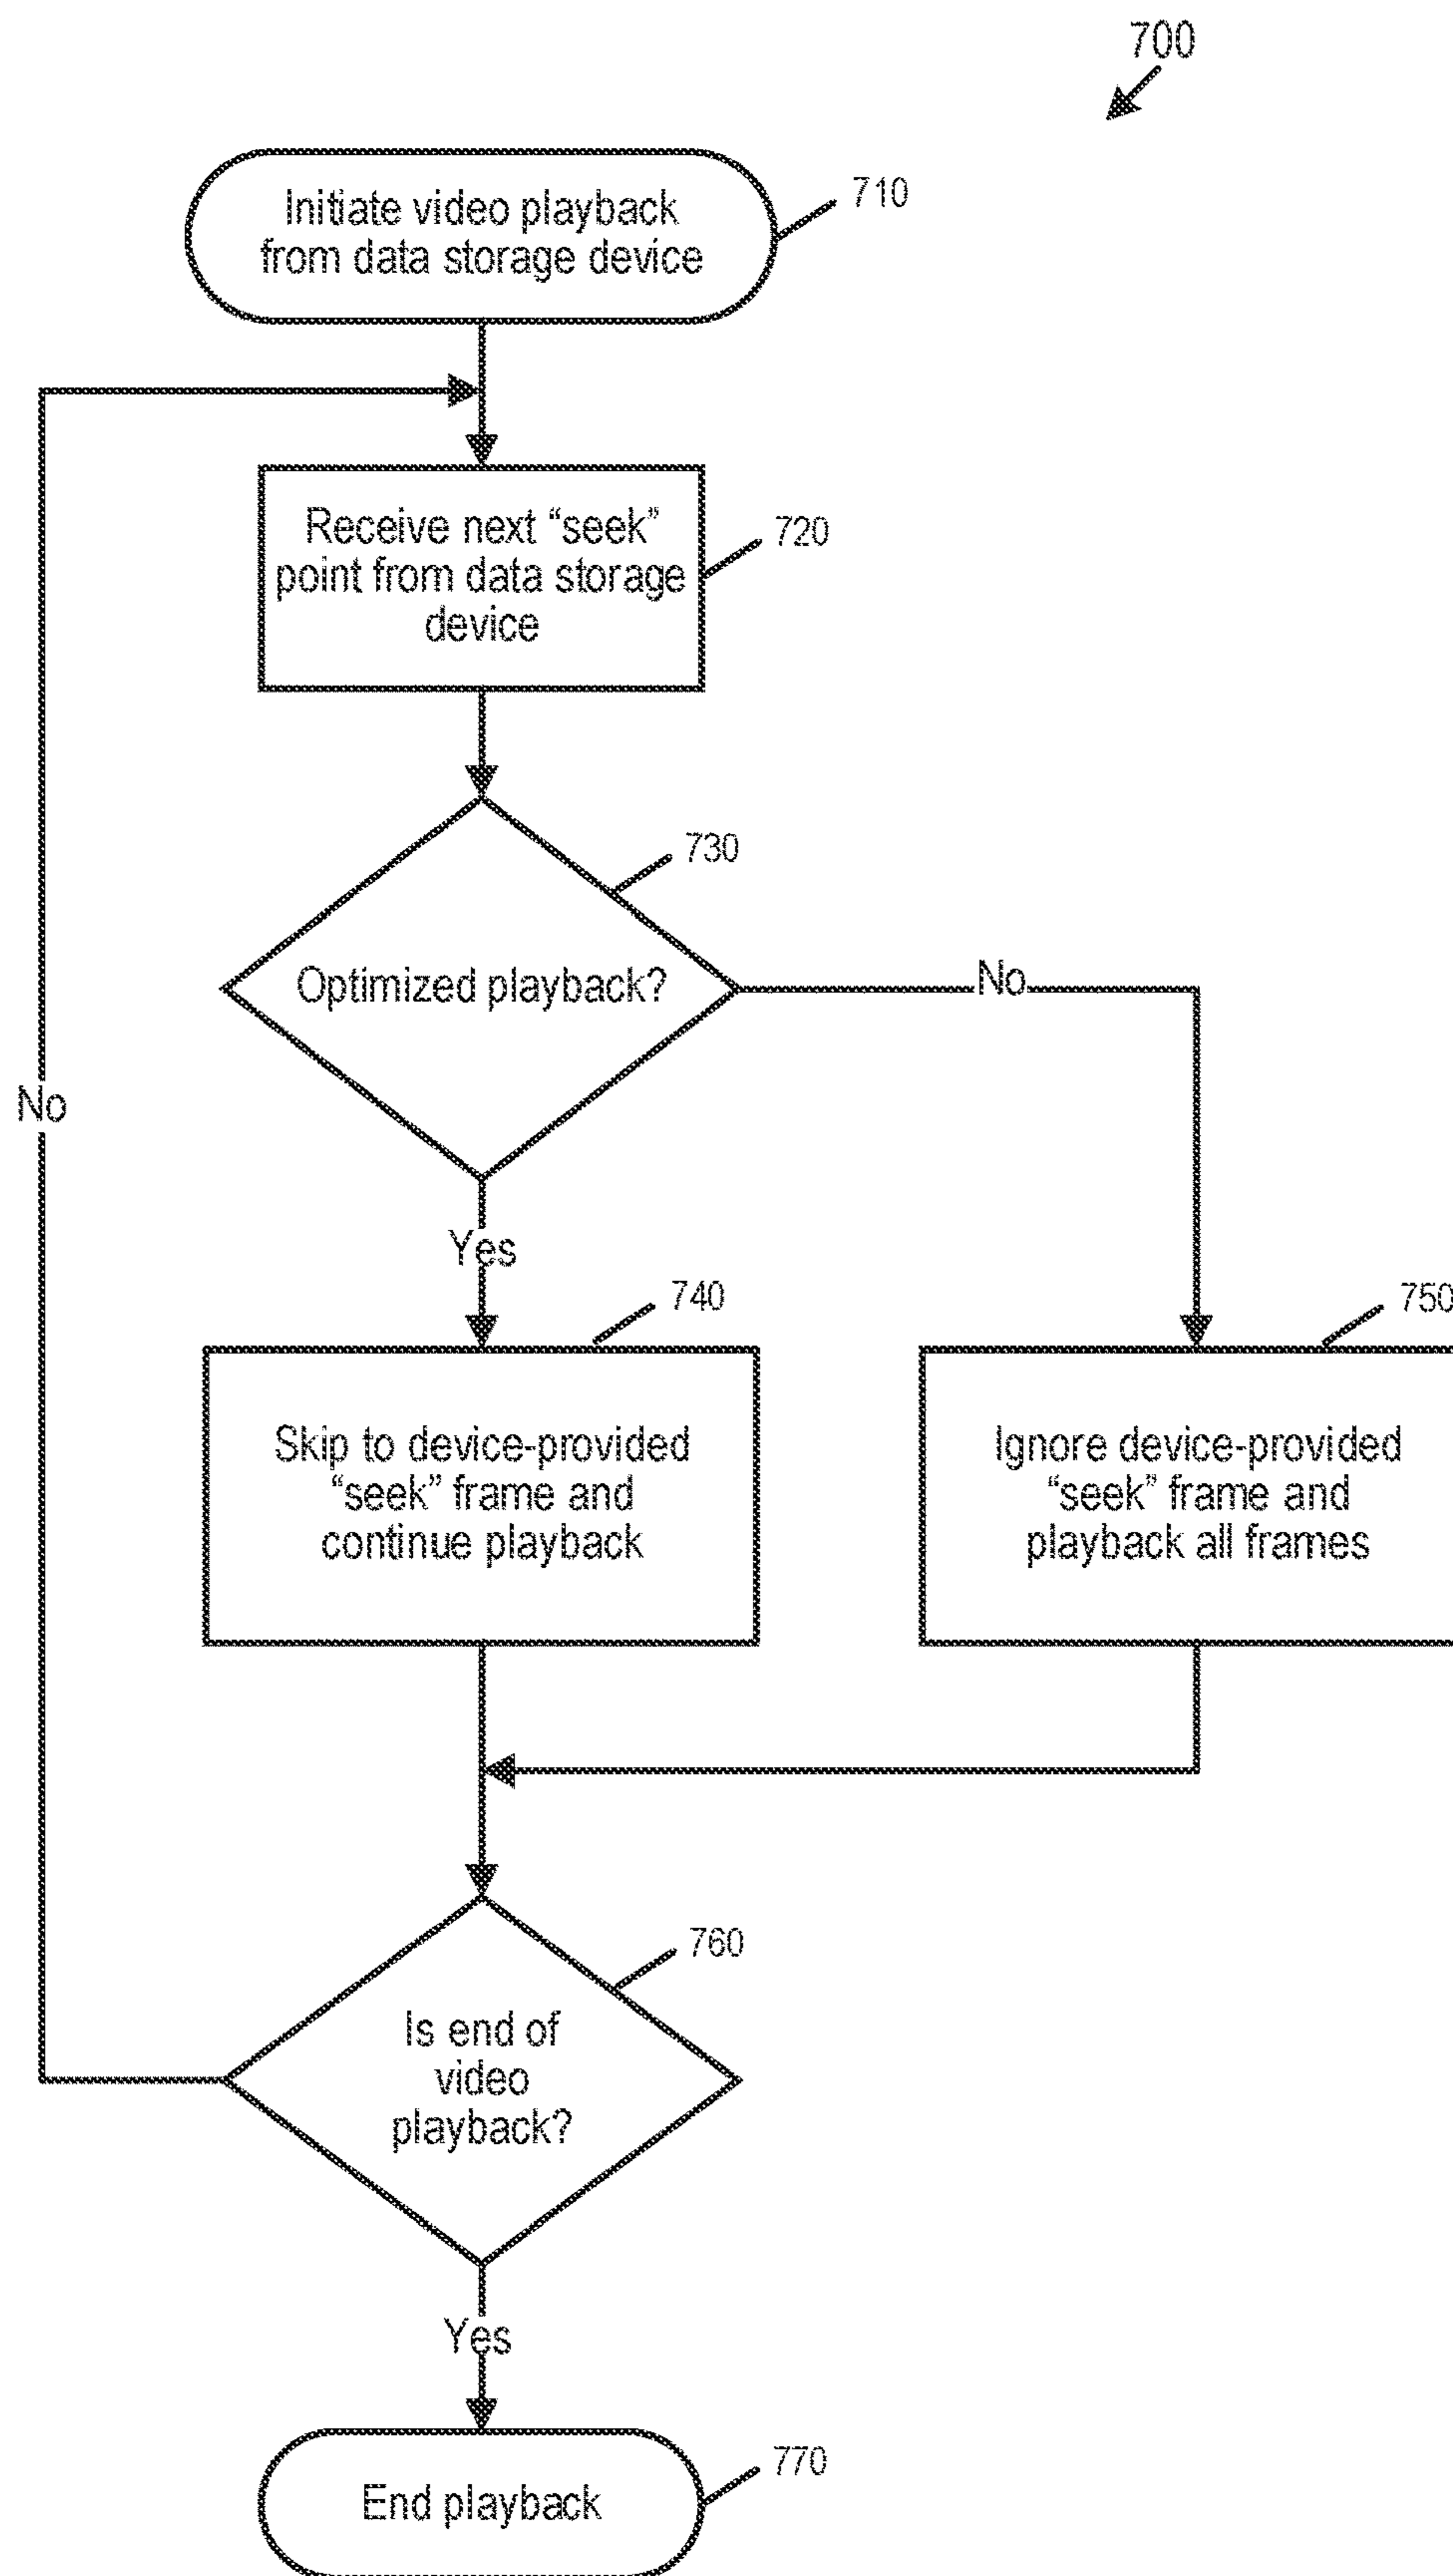 700
Initiate video playback
from data storage device
710
Receive next “seek”
point from data storage
device
720
730
Optimized playback?
No
No
Yes
740
750
Skip to device-provided
“seek” frame and
continue playback
Ignore device-provided
“seek” frame and
playback all frames
760
Is end of
video
playback?
Yes
770
End playback